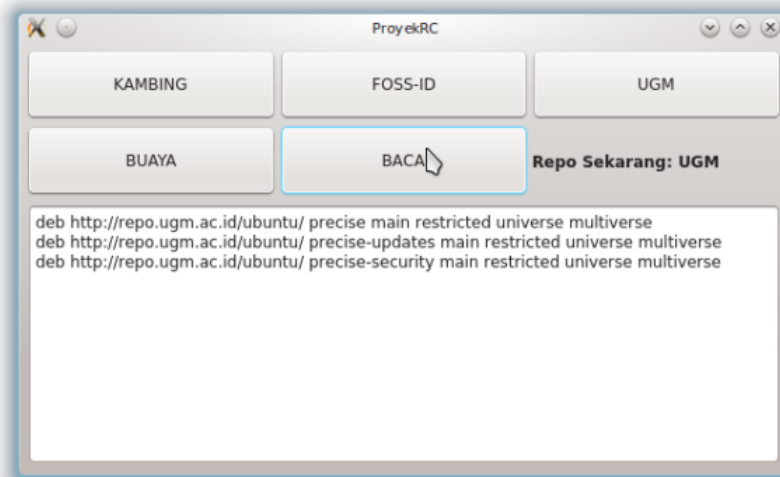 ProyekRC
KAMBING
FOSS-ID
UGM
BUAYA
BACA
Repo Sekarang: UGM
deb http://repo.ugm.ac.id/ubuntu/ precise main restricted universe multiverse
deb http://repo.ugm.ac.id/ubuntu/ precise-updates main restricted universe multiverse
deb http://repo.ugm.ac.id/ubuntu/ precise-security main restricted universe multiverse